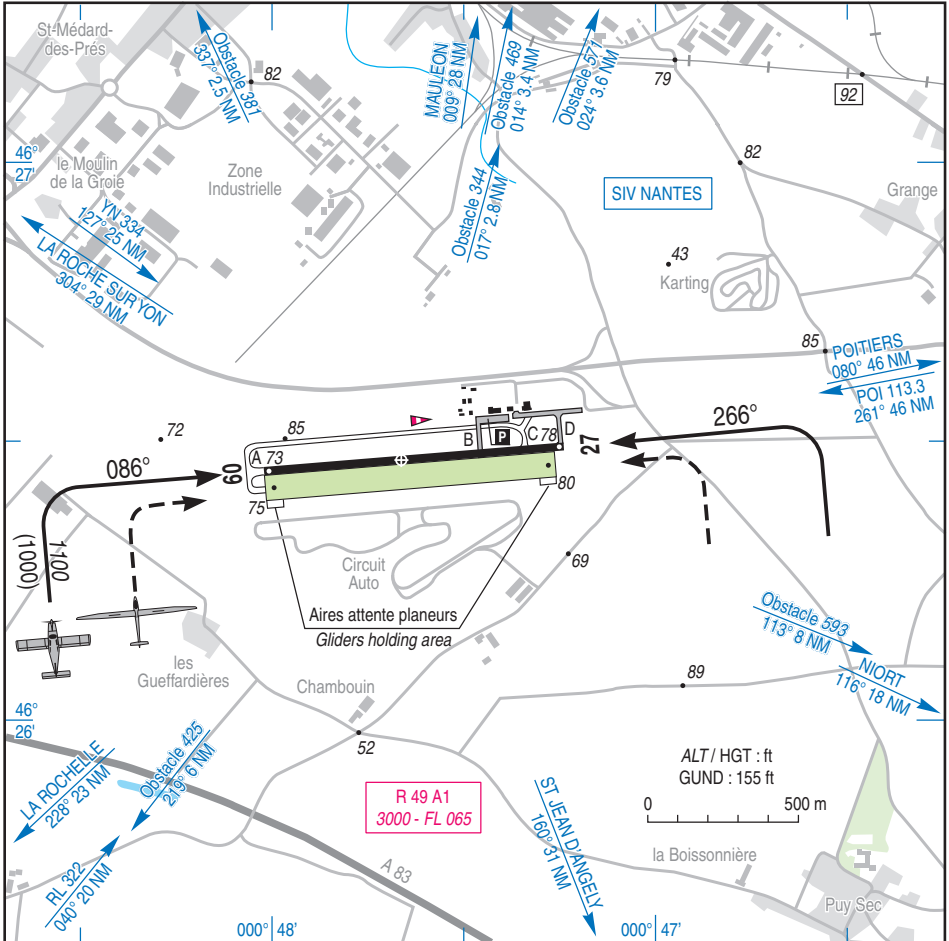 St-Médard-
des-Prés
Obstacle 381
332° 2.5 NM
82
MAULEON
009° 28 NM
Obstacle 469
014° 3.4 NM
Obstacle 571
024° 3.6 NM
79
92
46°
27'
le Moulin
de la Groie
Zone
Industrielle
82
Grange
YN 334
127° 25 NM
LA ROCHE SUR YON
304° 29 NM
Obstacle 344
017° 2.8 NM
SIV NANTES
43
Karting
85
POITIERS
080° 46 NM
POI 113.3
261° 46 NM
72
85
086°
09
A 73
B
P
C 78
D
27
266°
75
80
1100
(1000)
Circuit
Auto
69
Aires attente planeurs
Gliders holding area
Obstacle 593
113° 8 NM
NIORT
116° 18 NM
les
Gueffardières
Chambouin
89
46°
26'
52
LA ROCHELLE
228° 23 NM
Obstacle 425
219° 6 NM
ALT / HGT : ft
GUND : 155 ft
0 500 m
R 49 A1
3000 - FL 065
ST JEAN D'ANGELY
160° 31 NM
la Boissonnière
RL 322
040° 20 NM
A 83
Puy Sec
000° 48'
000° 47'